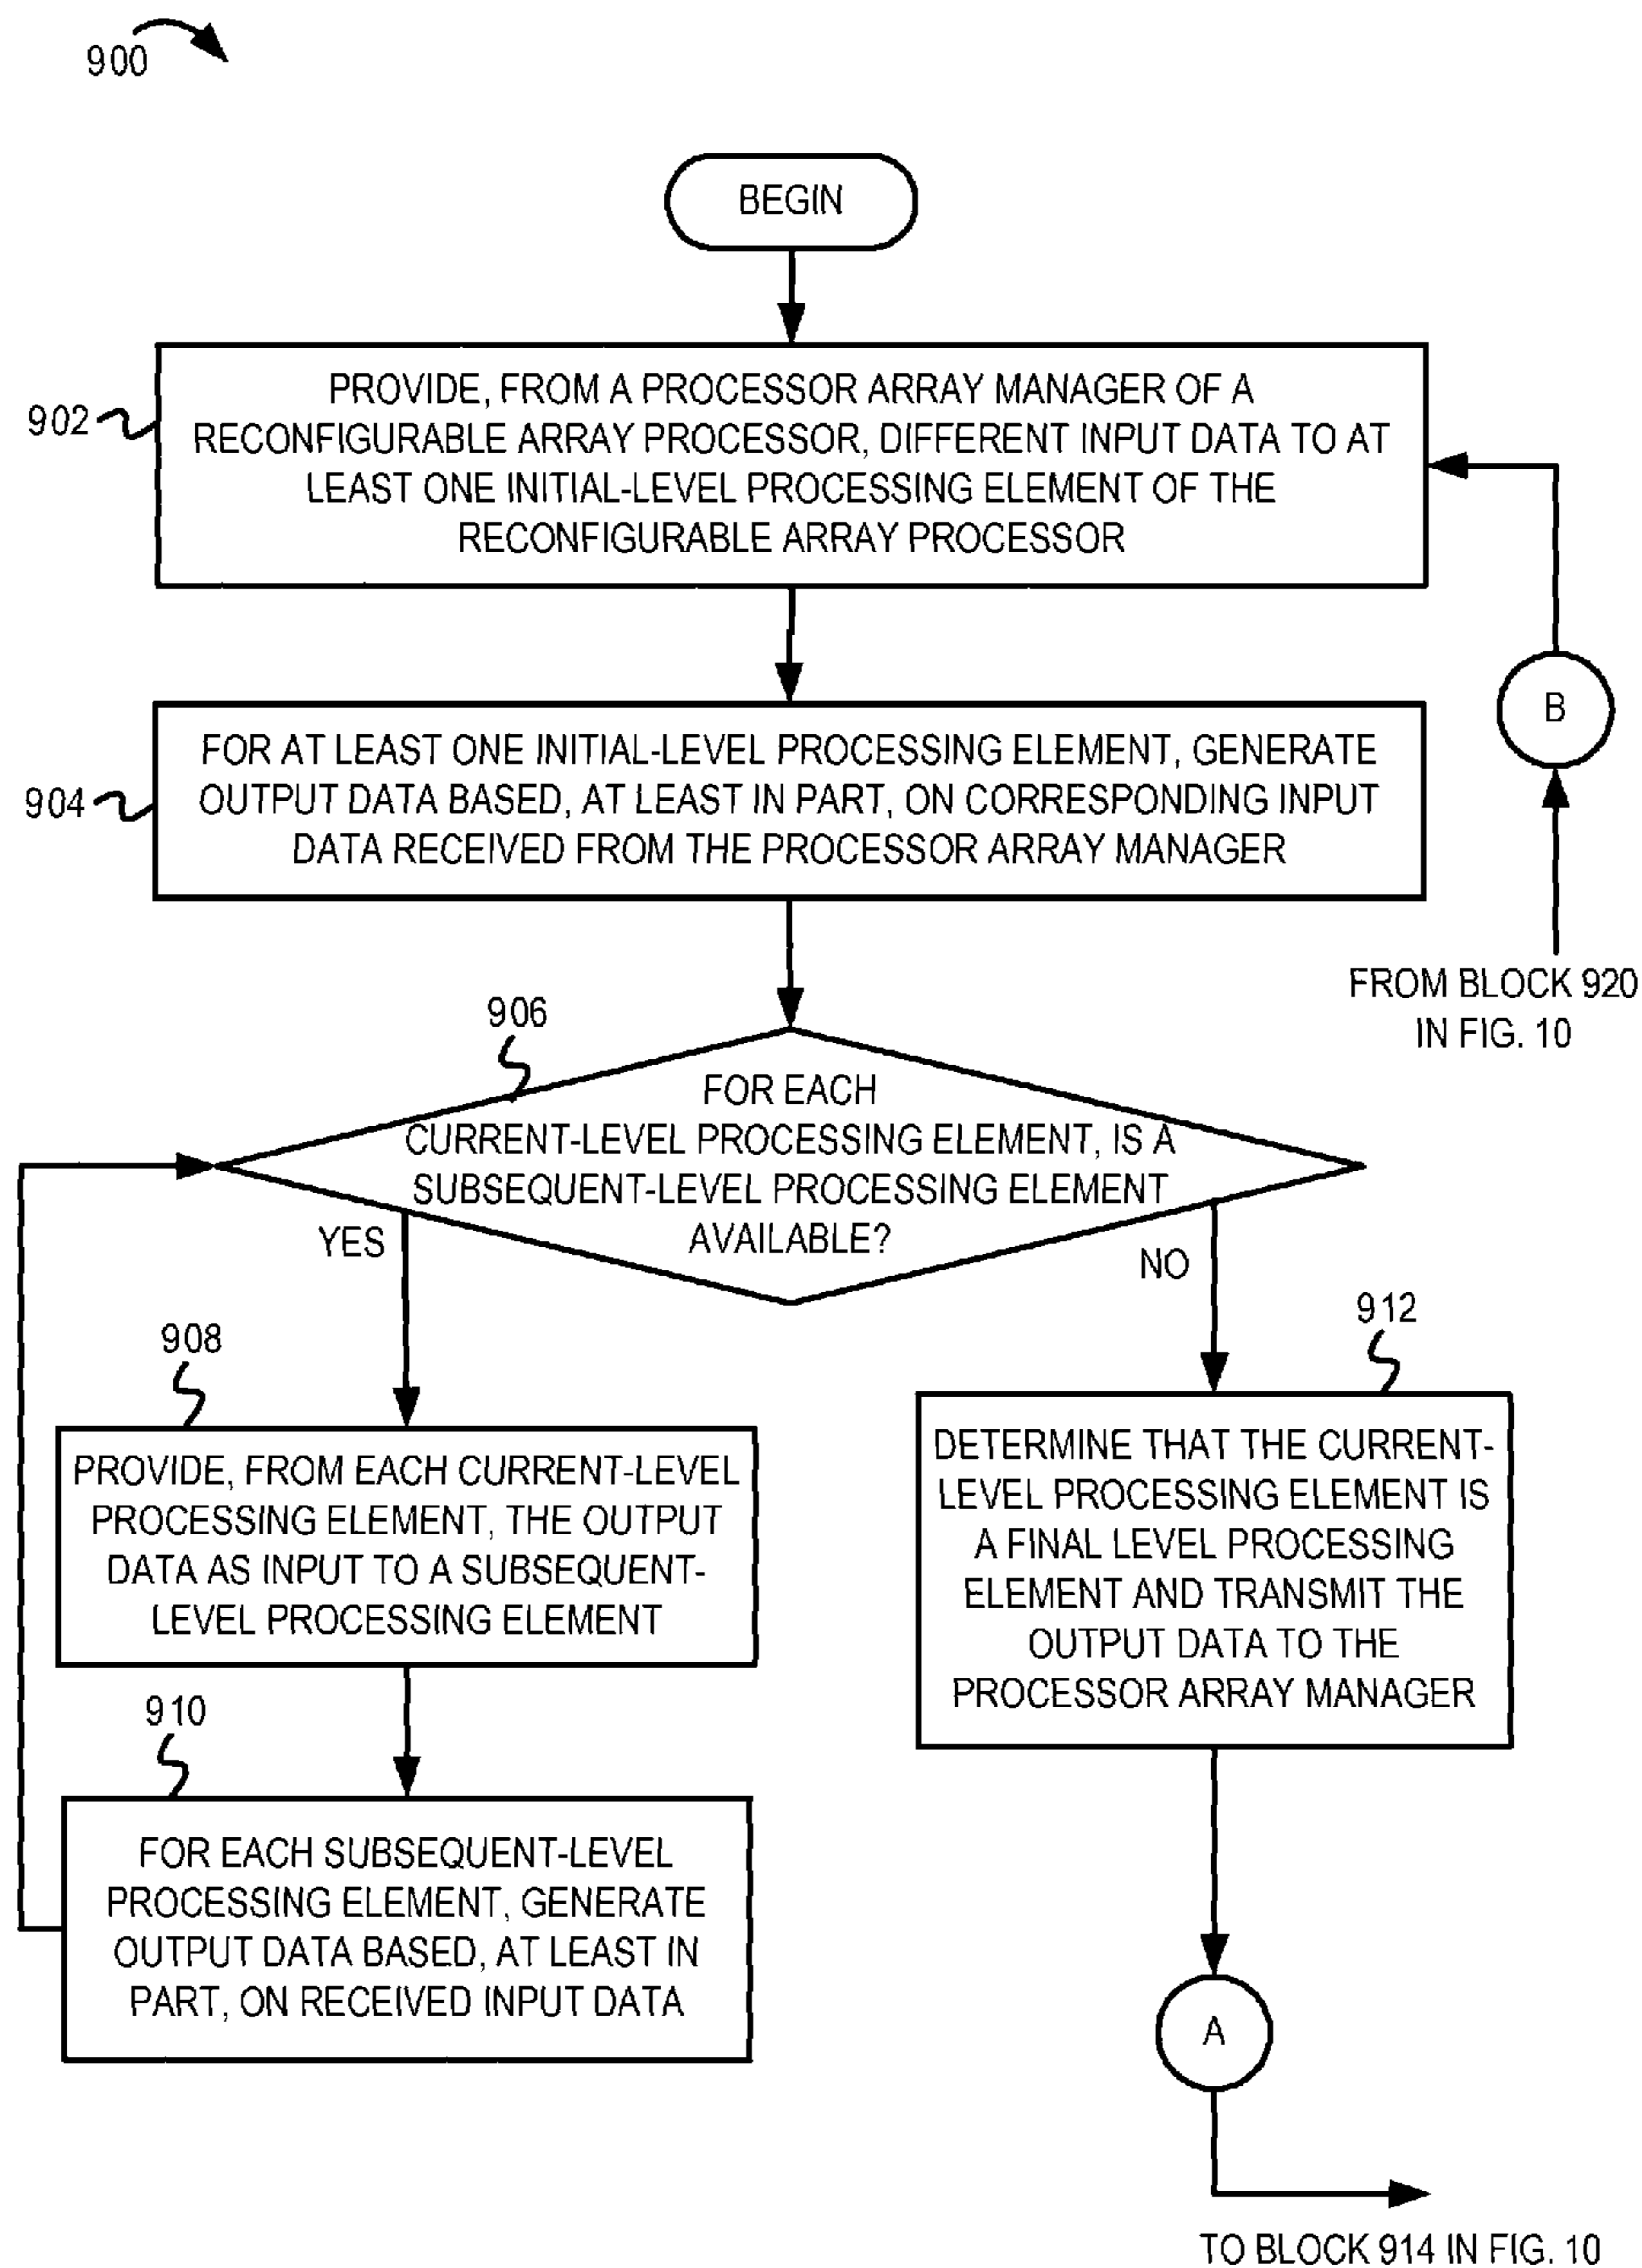 900
BEGIN
902
PROVIDE, FROM A PROCESSOR ARRAY MANAGER OF A
RECONFIGURABLE ARRAY PROCESSOR, DIFFERENT INPUT DATA TO AT
LEAST ONE INITIAL-LEVEL PROCESSING ELEMENT OF THE
RECONFIGURABLE ARRAY PROCESSOR
B
904
FOR AT LEAST ONE INITIAL-LEVEL PROCESSING ELEMENT, GENERATE
OUTPUT DATA BASED, AT LEAST IN PART, ON CORRESPONDING INPUT
DATA RECEIVED FROM THE PROCESSOR ARRAY MANAGER
FROM BLOCK 920
IN FIG. 10
906
FOR EACH
CURRENT-LEVEL PROCESSING ELEMENT, IS A
SUBSEQUENT-LEVEL PROCESSING ELEMENT
AVAILABLE?
YES
NO
908
PROVIDE, FROM EACH CURRENT-LEVEL
PROCESSING ELEMENT, THE OUTPUT
DATA AS INPUT TO A SUBSEQUENT-
LEVEL PROCESSING ELEMENT
912
DETERMINE THAT THE CURRENT-
LEVEL PROCESSING ELEMENT IS
A FINAL LEVEL PROCESSING
ELEMENT AND TRANSMIT THE
OUTPUT DATA TO THE
PROCESSOR ARRAY MANAGER
910
FOR EACH SUBSEQUENT-LEVEL
PROCESSING ELEMENT, GENERATE
OUTPUT DATA BASED, AT LEAST IN
PART, ON RECEIVED INPUT DATA
A
TO BLOCK 914 IN FIG. 10